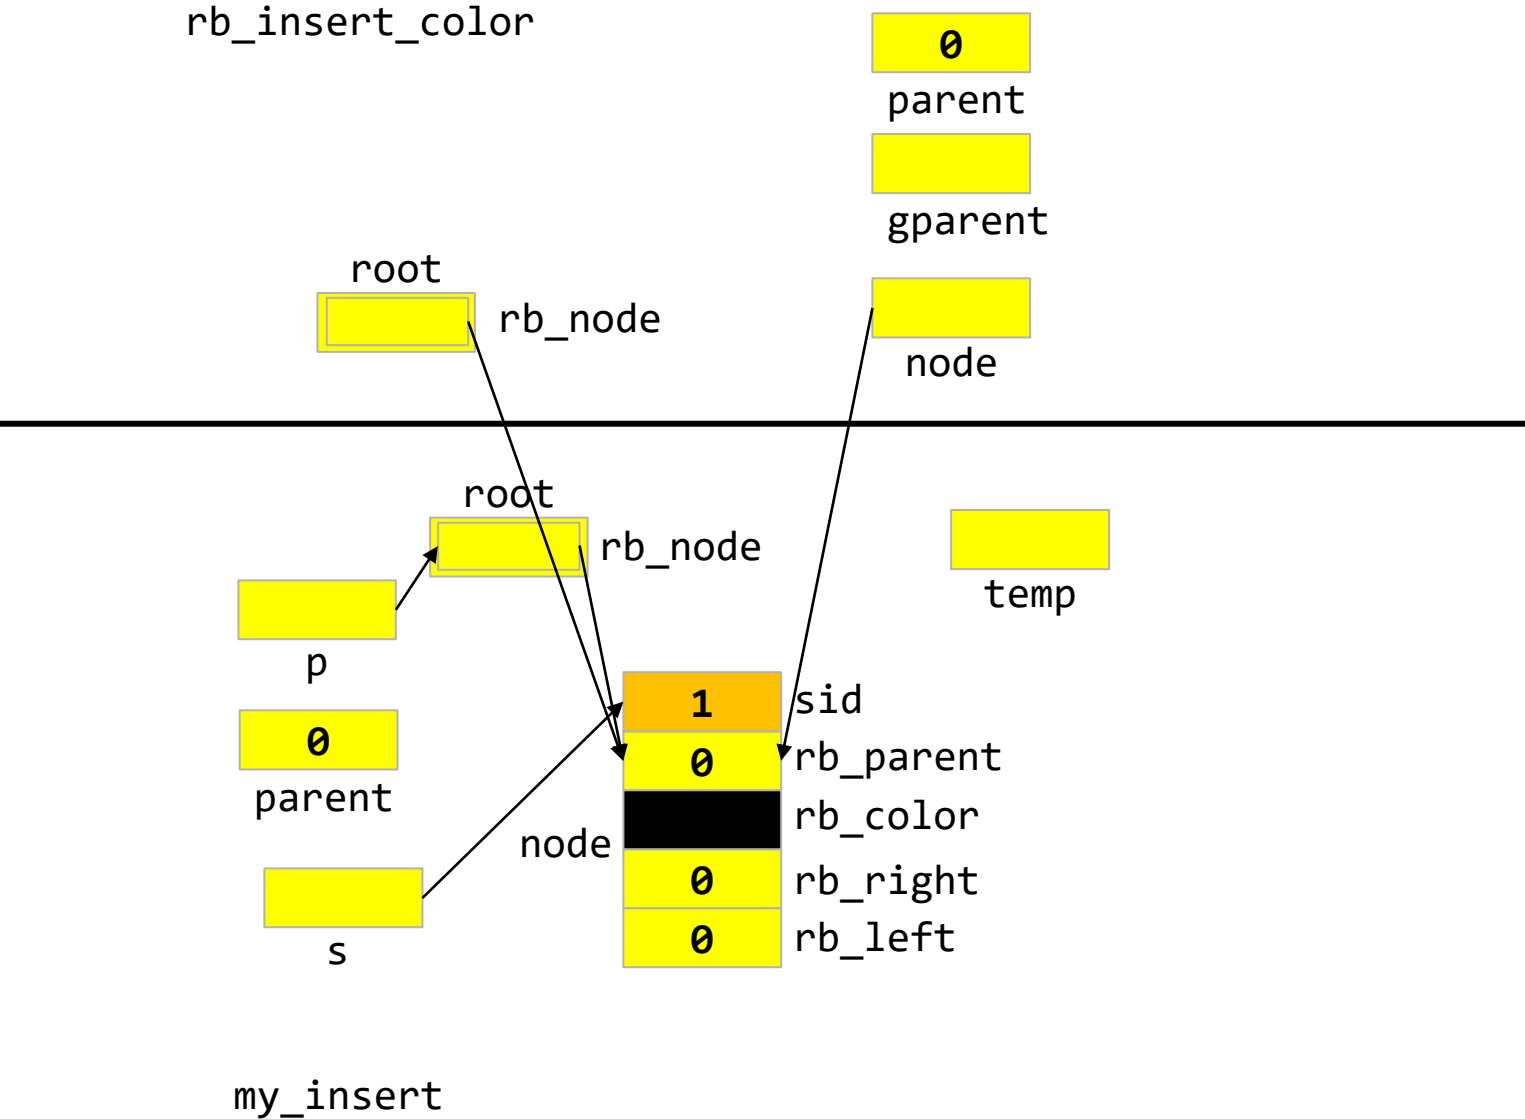 rb_insert_color
0
parent
gparent
root
rb_node
node
root
rb_node
temp
p
1
sid
0
parent
0
rb_parent
rb_color
node
0
rb_right
s
0
rb_left
my_insert